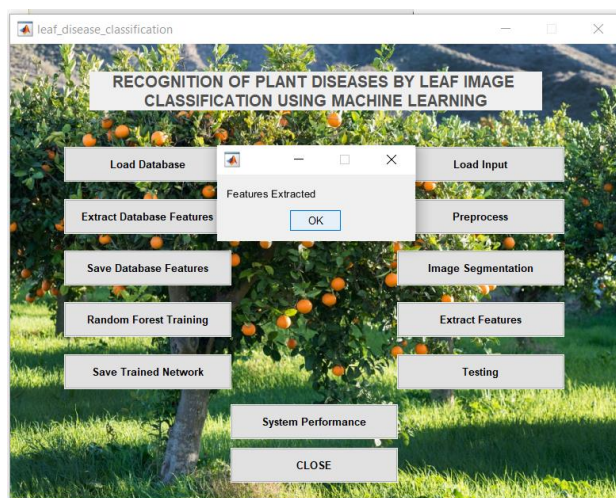 leaf_disease_classification
RECOGNITION OF PLANT DISEASES BY LEAF IMAGE
CLASSIFICATION USING MACHINE LEARNING
Load Database
Load Input
Features Extracted
OK
Extract Database Features
Preprocess
Save Database Features
Image Segmentation
Random Forest Training
Extract Features
Save Trained Network
Testing
System Performance
CLOSE